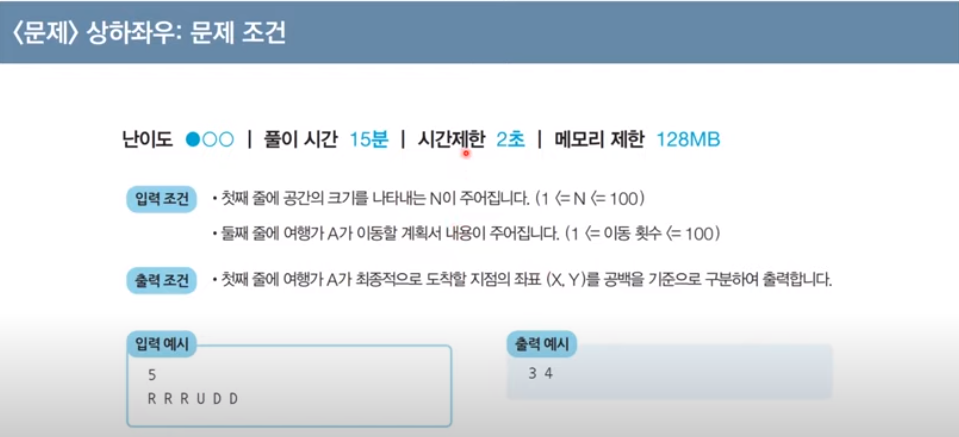 <문제> 상하좌우: 문제 조건
난이도 ●○○ | 풀이 시간 15분 | 시간제한 2초 | 메모리 제한 128MB
입력 조건 • 첫째 줄에 공간의 크기를 나타내는 N이 주어집니다. (1 <= N <= 100)
• 둘째 줄에 여행가 A가 이동할 계획서 내용이 주어집니다. (1 <= 이동 횟수 <= 100)
출력 조건 • 첫째 줄에 여행가 A가 최종적으로 도착할 지점의 좌표 (X, Y)를 공백을 기준으로 구분하여 출력합니다.
입력 예시
5
R R R U D D
출력 예시
3 4